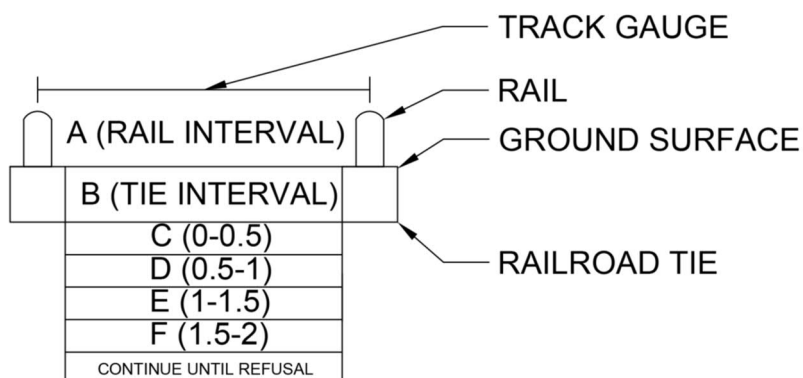 TRACK GAUGE
RAIL
A (RAIL INTERVAL)
GROUND SURFACE
B (TIE INTERVAL)
C (0-0.5)
D (0.5-1)
RAILROAD TIE
E (1-1.5)
F (1.5-2)
CONTINUE UNTIL REFUSAL